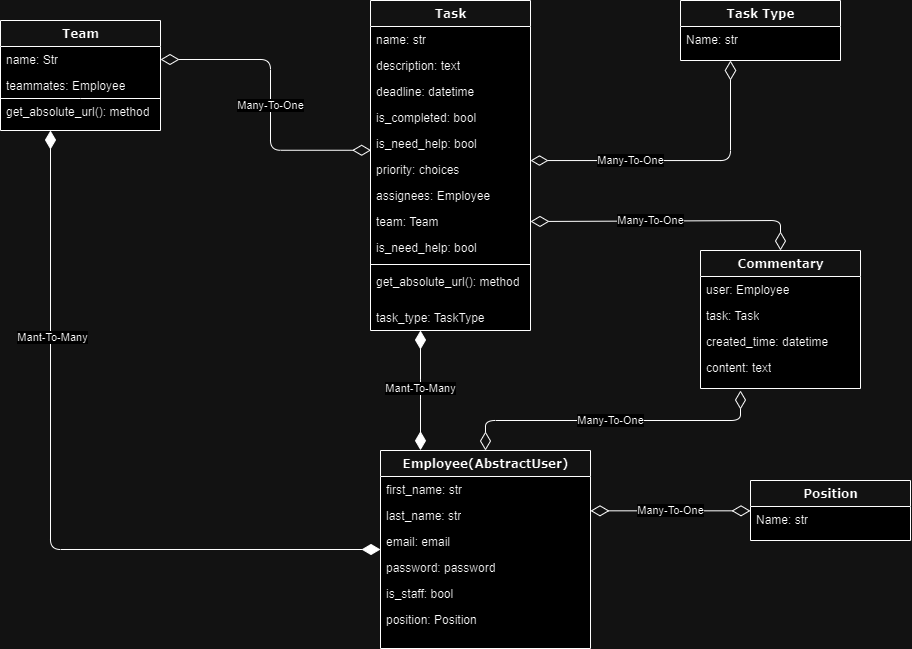 Team
name: Str
teammates: Employee
get_absolute_url(): method
Task
name: str
description: text
deadline: datetime
is_completed: bool
is_need_help: bool
priority: choices
assignees: Employee
team: Team
is_need_help: bool
get_absolute_url(): method
task_type: TaskType
Task Type
Name: str
Many-To-One
Many-To-One
Many-To-One
Commentary
user: Employee
task: Task
created_time: datetime
content: text
Mant-To-Many
Mant-To-Many
Many-To-One
Employee(AbstractUser)
first_name: str
last_name: str
email: email
password: password
is_staff: bool
position: Position
Many-To-One
Position
Name: str